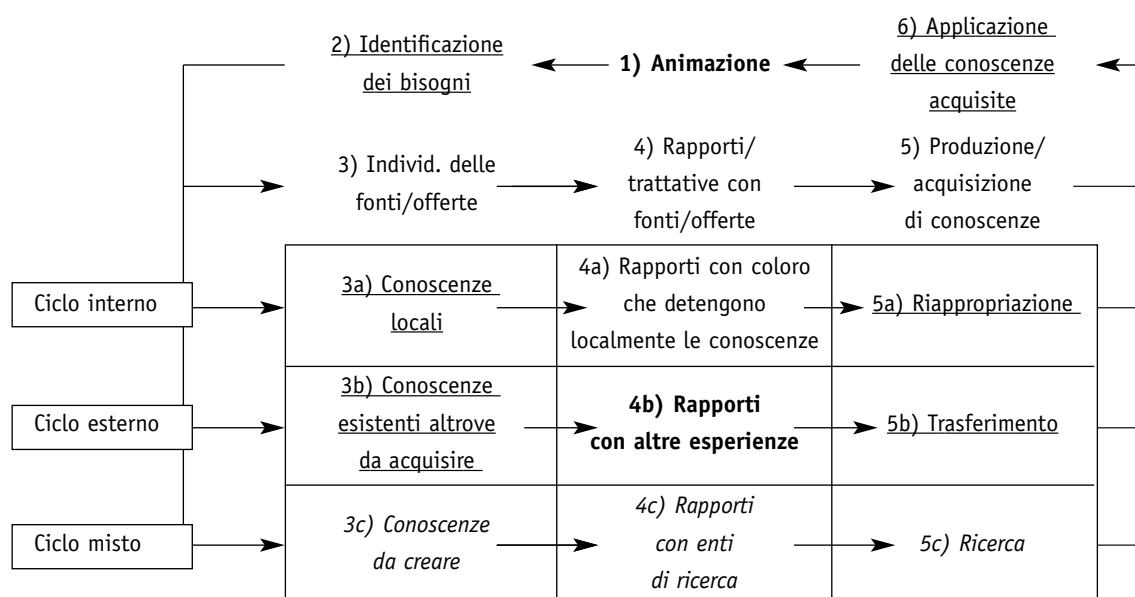 2) Identificazione
dei bisogni
1) Animazione
6) Applicazione
delle conoscenze
acquisite
3) Individ. delle
fonti/offerte
4) Rapporti/
trattative con
fonti/offerte
5) Produzione/
acquisizione
di conoscenze
Ciclo interno
3a) Conoscenze
locali
4a) Rapporti con coloro
che detengono
localmente le conoscenze
5a) Riappropriazione
Ciclo esterno
3b) Conoscenze
esistenti altrove
da acquisire
4b) Rapporti
con altre esperienze
5b) Trasferimento
Ciclo misto
3c) Conoscenze
da creare
4c) Rapporti
con enti
di ricerca
5c) Ricerca